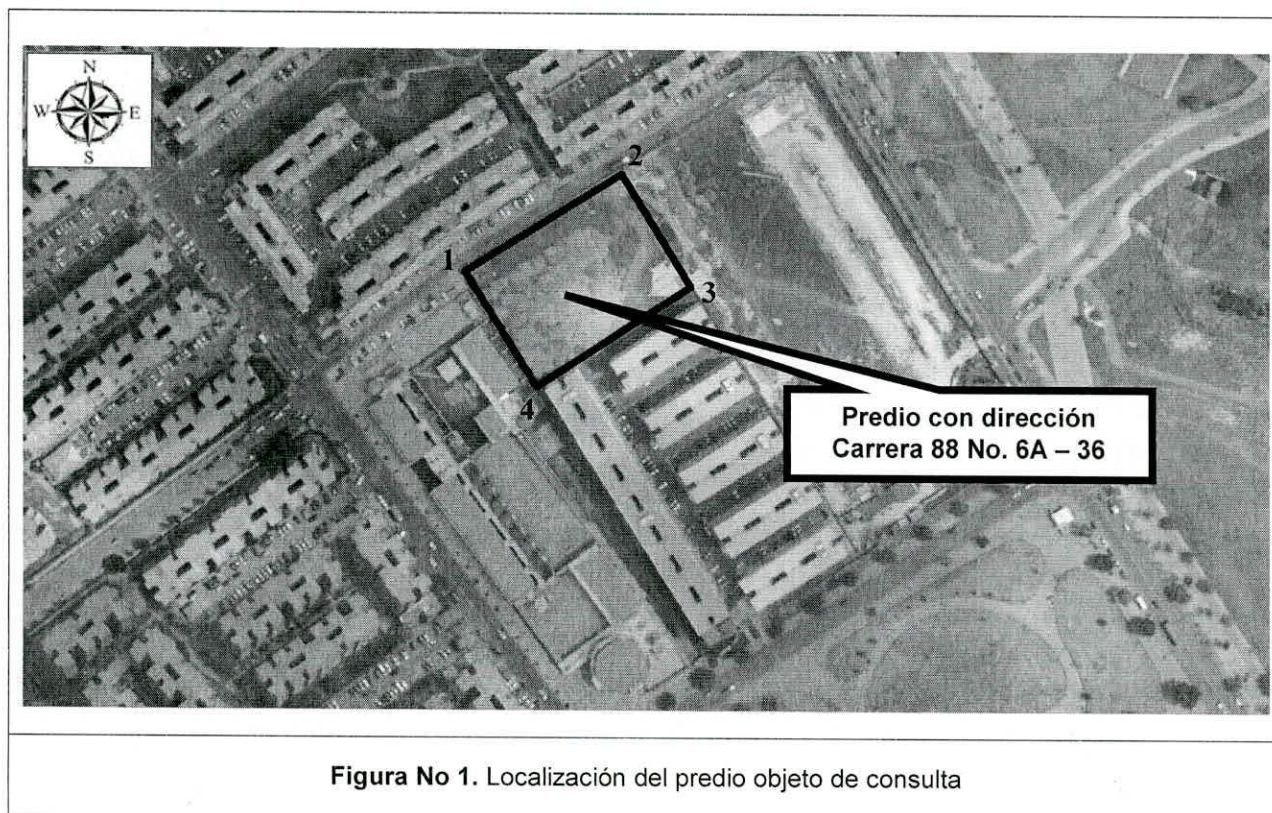 N
W E
S
2
1
3
4
Predio con dirección
Carrera 88 No. 6A – 36
Figura No 1. Localización del predio objeto de consulta